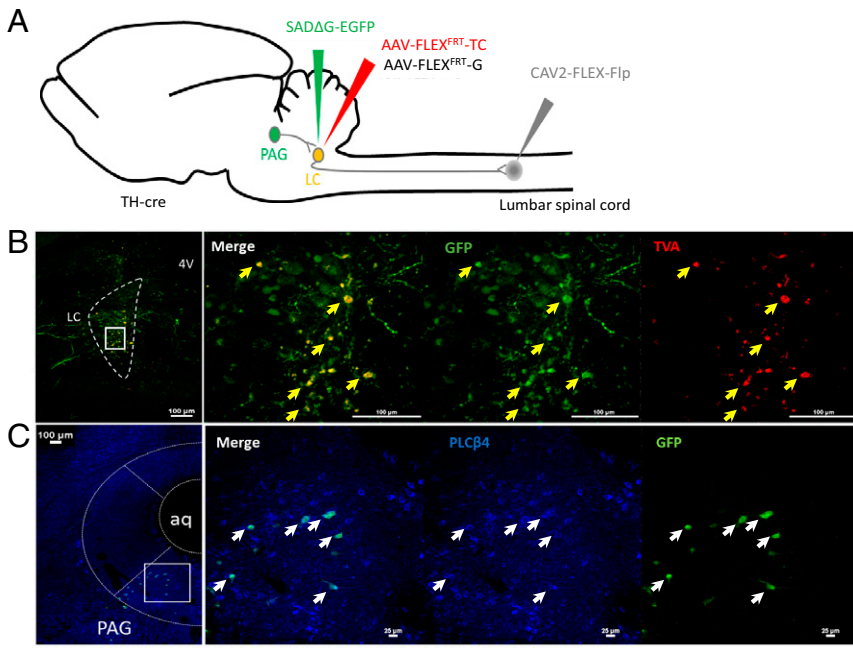 A
SADΔG-EGFP
AAV-FLEXFRT-TC
AAV-FLEXFRT-G
CAV2-FLEX-Flp
PAG
LC
TH-cre
Lumbar spinal cord
B
4V
LC
100 μm
Merge
100 μm
GFP
100 μm
TVA
100 μm
C
100 μm
aq
PAG
Merge
25 μm
PLCβ4
25 μm
GFP
25 μm